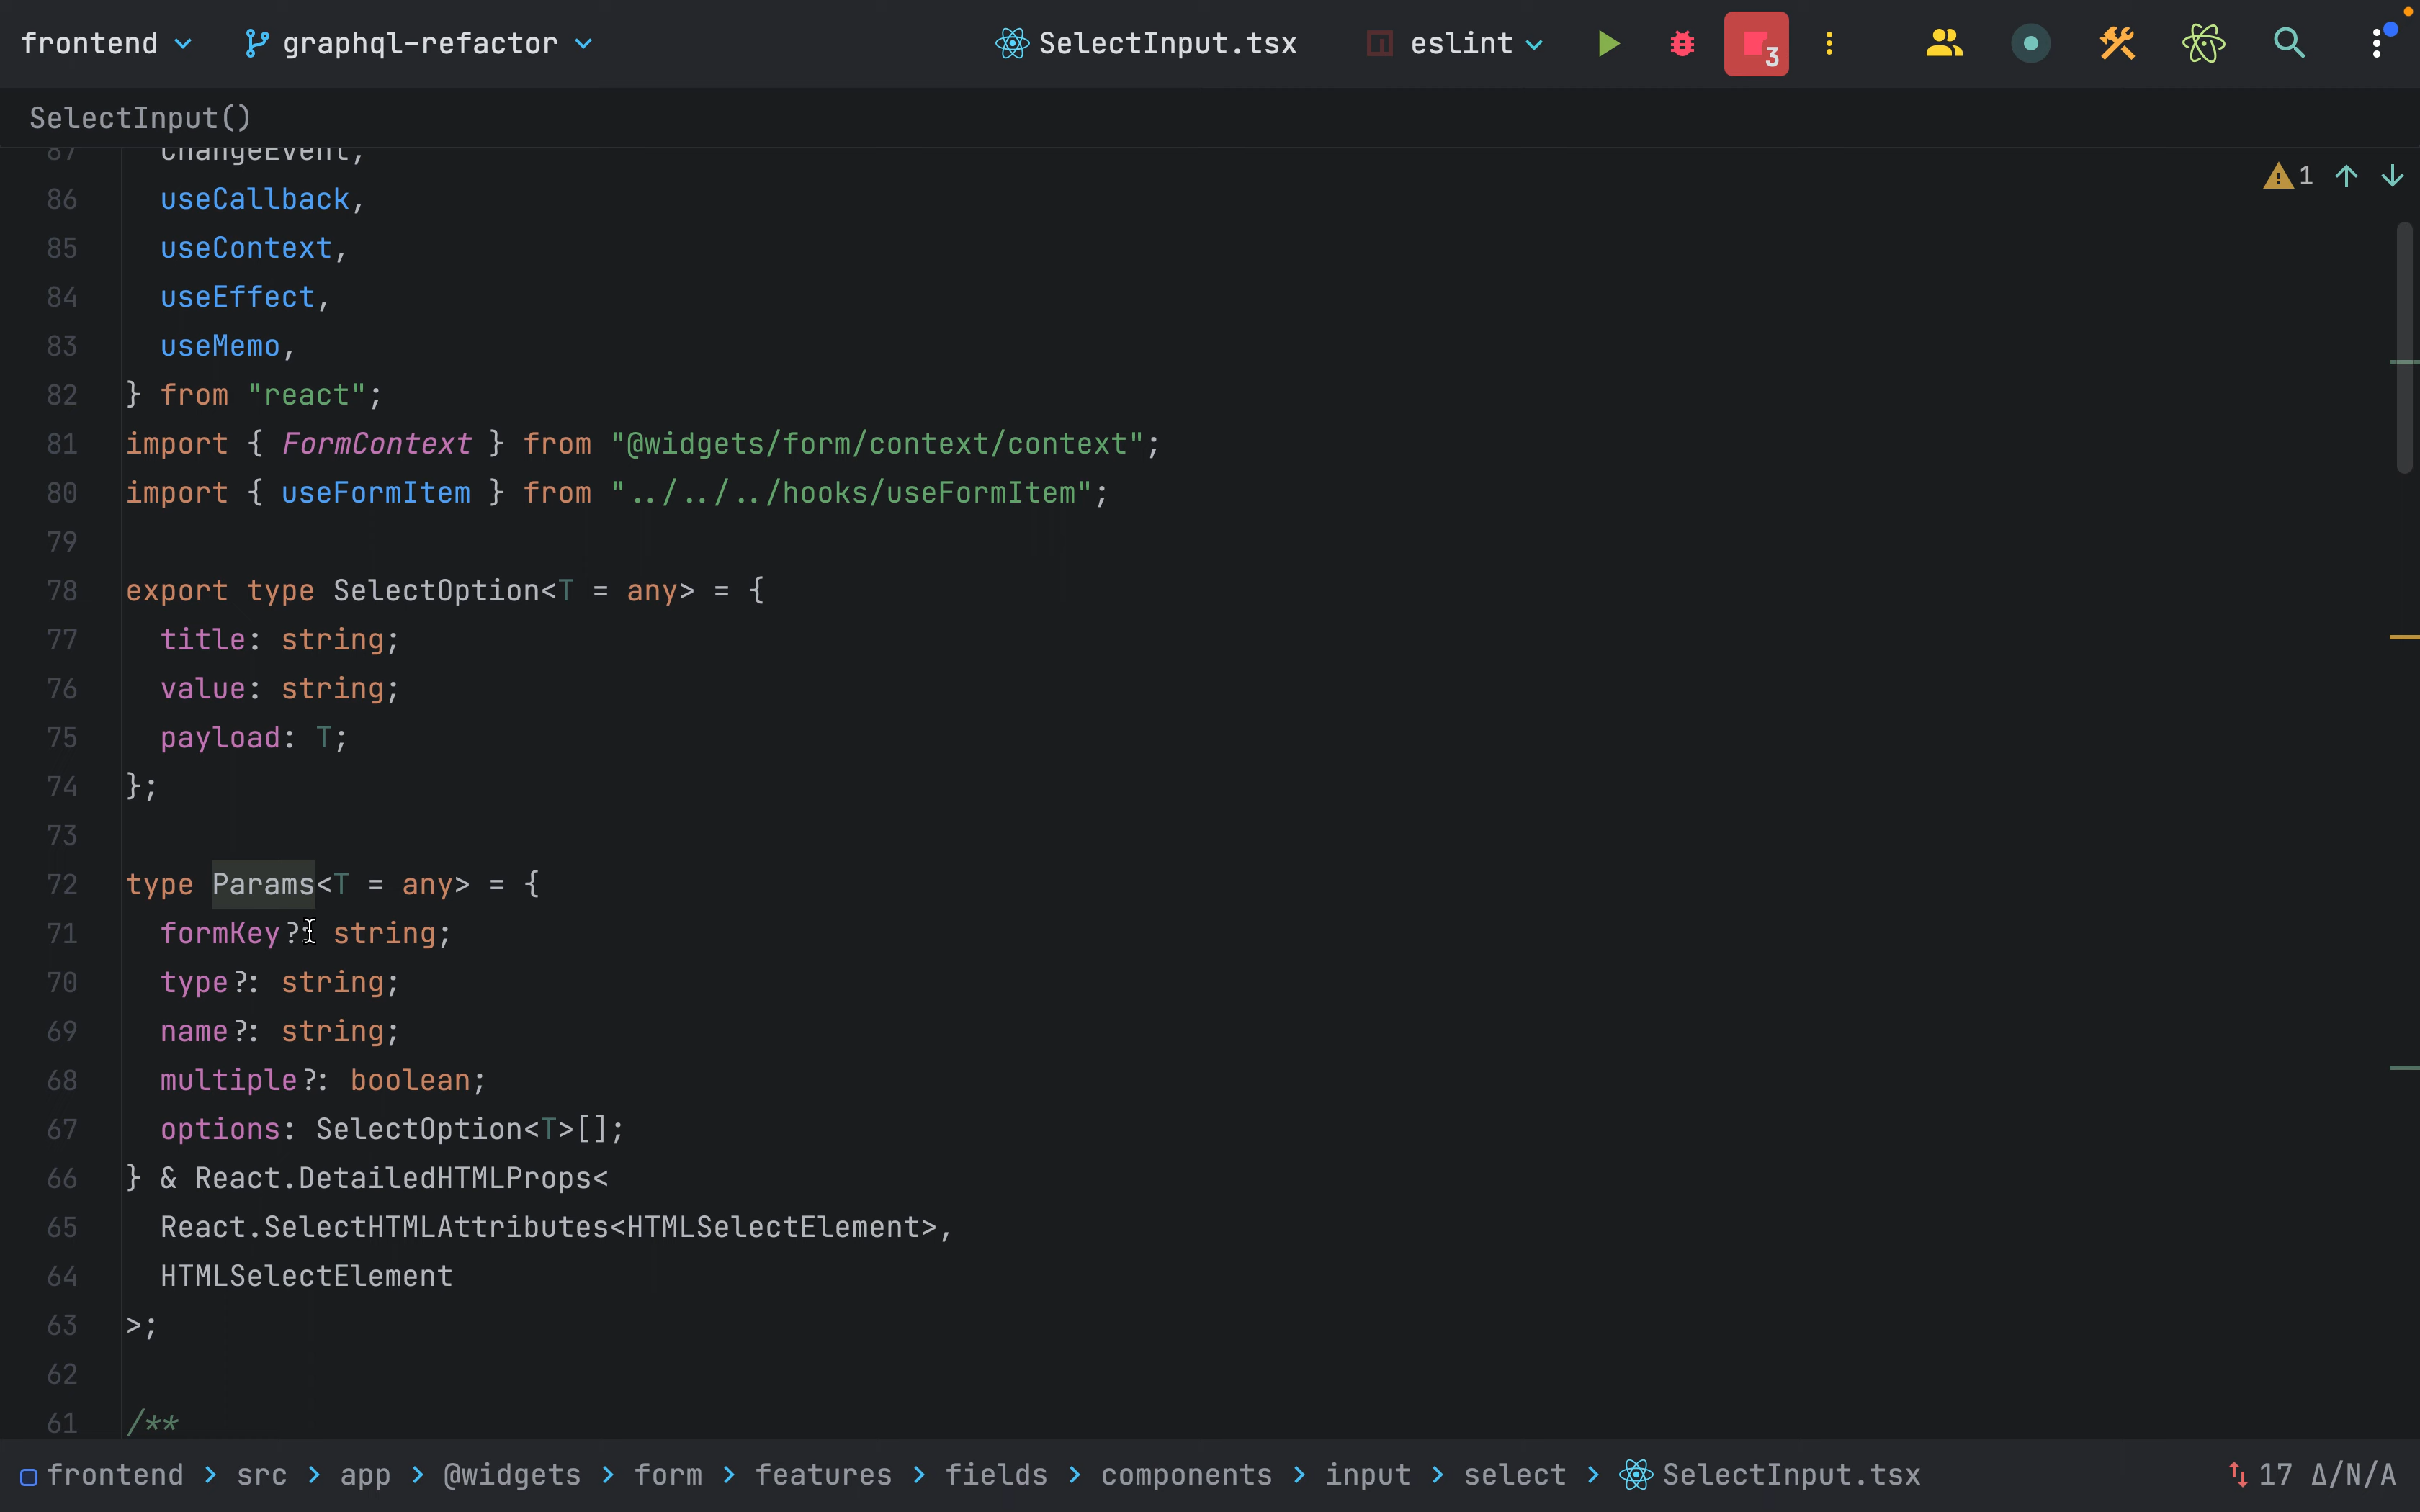 frontend graphql-refactor SelectInput.tsx eslint 3
SelectInput()
87 ChangeEvent,
1
86 useCallback,
85 useContext,
84 useEffect,
83 useMemo,
82 } from "react";
81 import { FormContext } from "@widgets/form/context/context";
80 import { useFormItem } from "../../../hooks/useFormItem";
79
78 export type SelectOption<T = any> = {
77 title: string;
76 value: string;
75 payload: T;
74 };
73
72 type Params<T = any> = {
71 formKey?: string;
70 type?: string;
69 name?: string;
68 multiple?: boolean;
67 options: SelectOption<T>[];
66 } & React.DetailedHTMLProps<
65 React.SelectHTMLAttributes<HTMLSelectElement>,
64 HTMLSelectElement
63 >;
62
61 /**
frontend > src > app > @widgets > form > features > fields > components > input > select > SelectInput.tsx 17 Δ/N/A